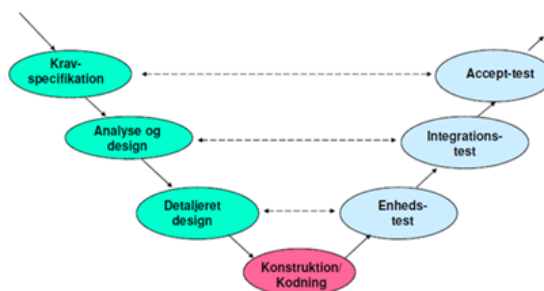 Krav-
specifikation
Accept-test
Analyse og
design
Integrations-
test
Detaljeret
design
Enheds-
test
Konstruktion/
Kodning